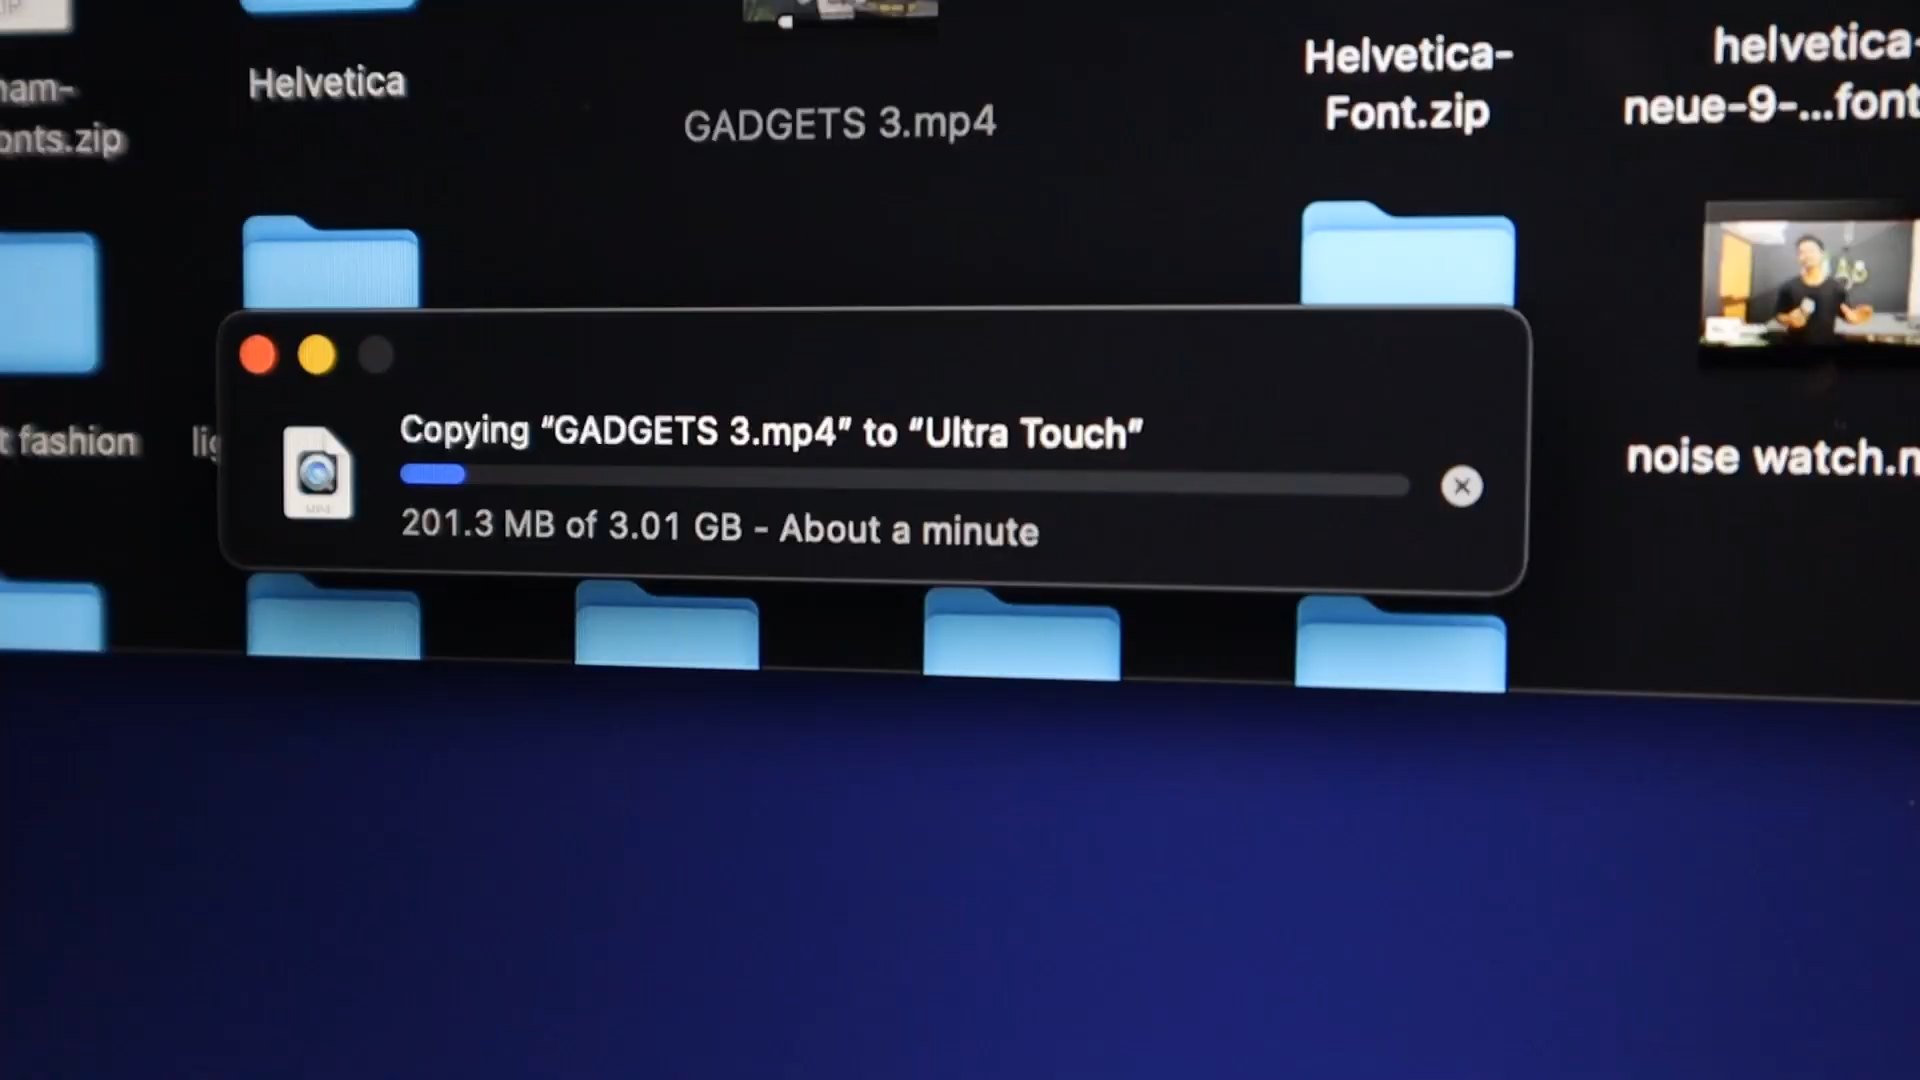 Helvetica
onts.zip
GADGETS 3.mp4
Helvetica-
Font.zip
helvetica-
neue-9-...font
t fashion
noise watch.
Copying “GADGETS 3.mp4” to “Ultra Touch”
201.3 MB of 3.01 GB - About a minute